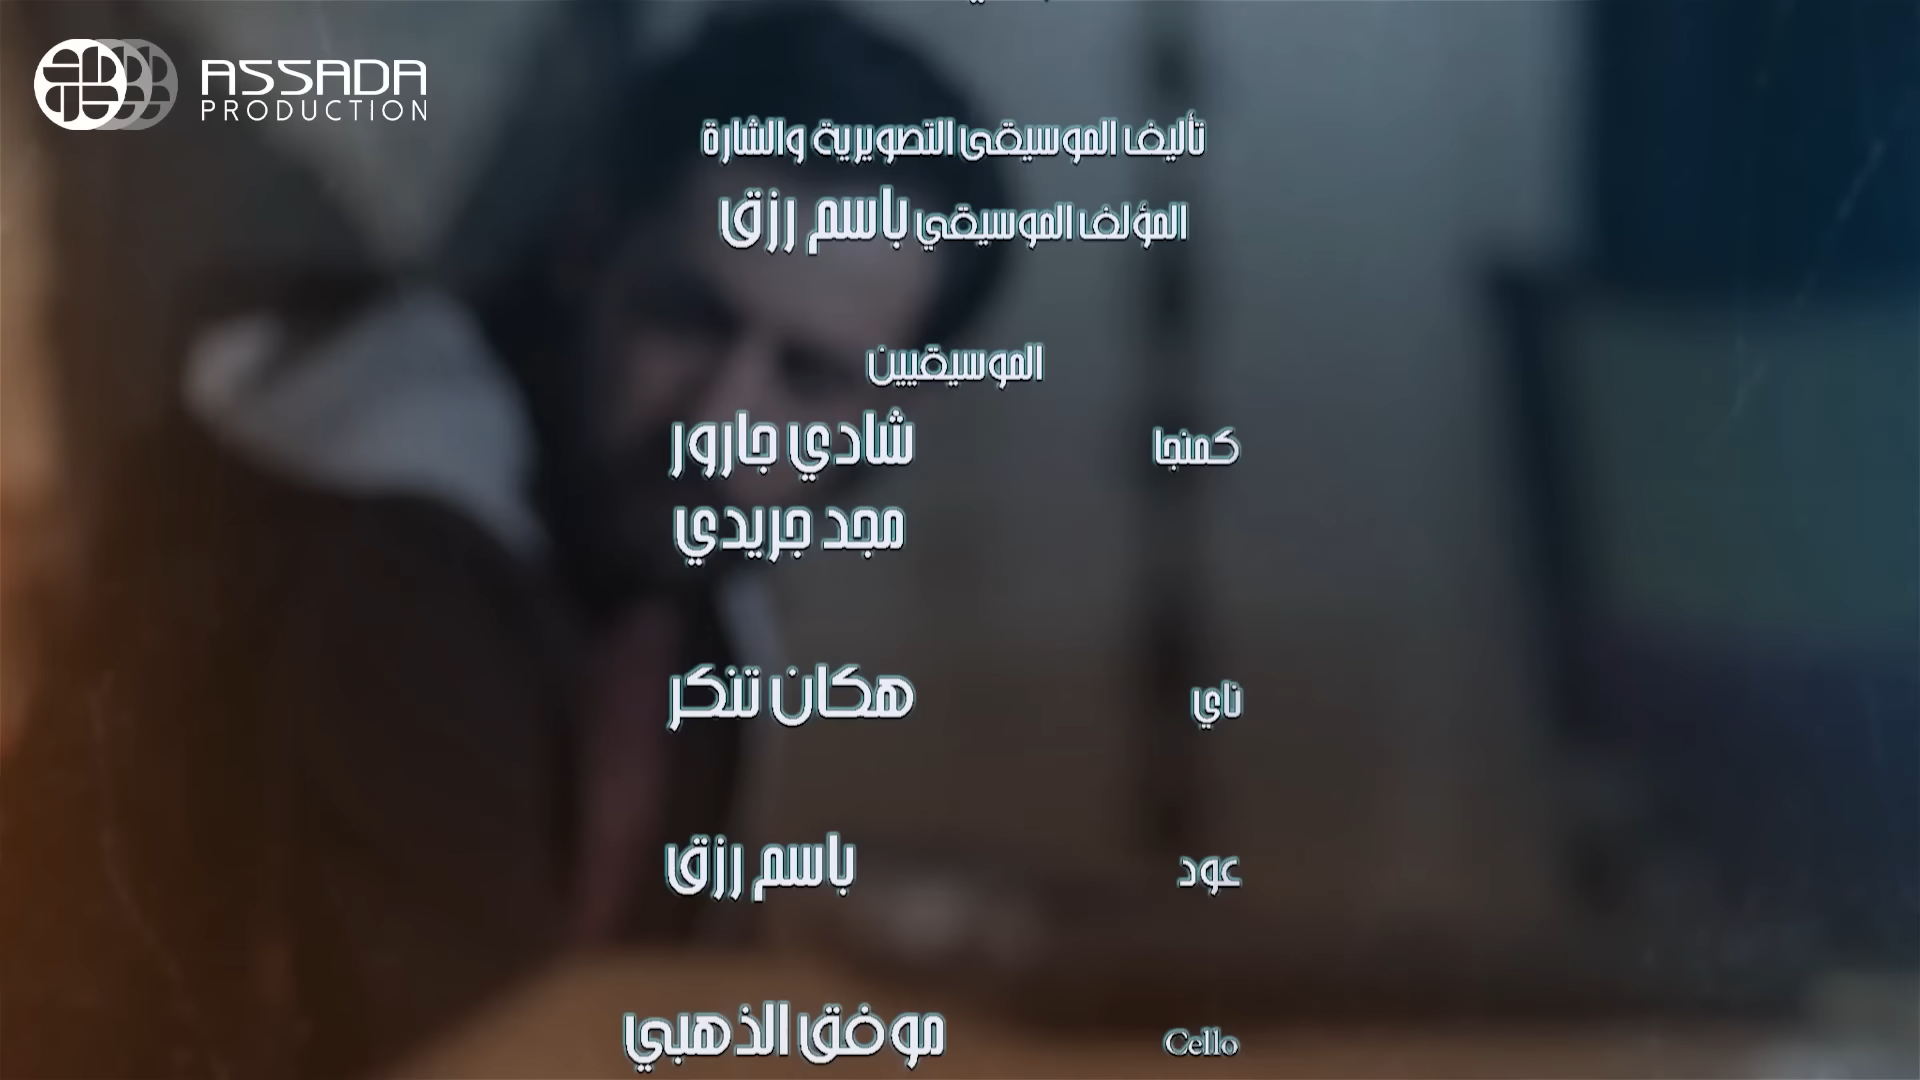 ASSADA
PRODUCTION
تأليف الموسيقى التصويرية والشارة
المؤلف الموسيقي باسم رزق
الموسيقيين
كمنجا شادي جارور
مجد جريدي
ناي هكان تنكر
عود باسم رزق
Cello موفق الذهبي